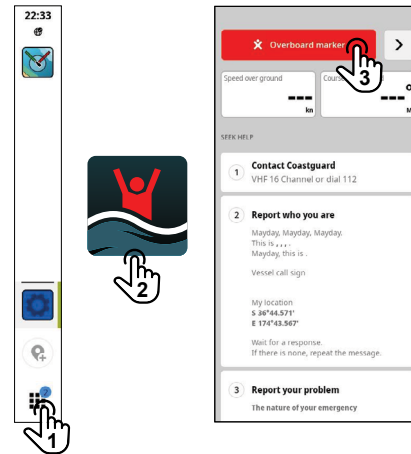 22:33
2
1
2
Overboard marker
3
Speed over ground
---
kn
Cours
---°
M
SEEK HELP
1
Contact Coastguard
VHF 16 Channel or dial 112
2
Report who you are
Mayday, Mayday, Mayday.
This is , , , .
Mayday, this is .
Vessel call sign
My location
S 36°44.571'
E 174°43.567'
Wait for a response.
If there is none, repeat the message.
3
Report your problem
The nature of your emergency